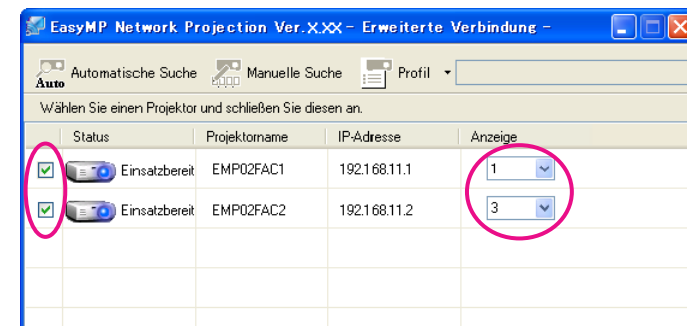 EasyMP Network Projection Ver.X.XX - Erweiterte Verbindung -
Auto Automatische Suche Manuelle Suche Profil
Wählen Sie einen Projektor und schließen Sie diesen an.
Status Projektorname IP-Adresse Anzeige
Einsatzbereit EMP02FAC1 192.168.11.1 1
Einsatzbereit EMP02FAC2 192.168.11.2 3